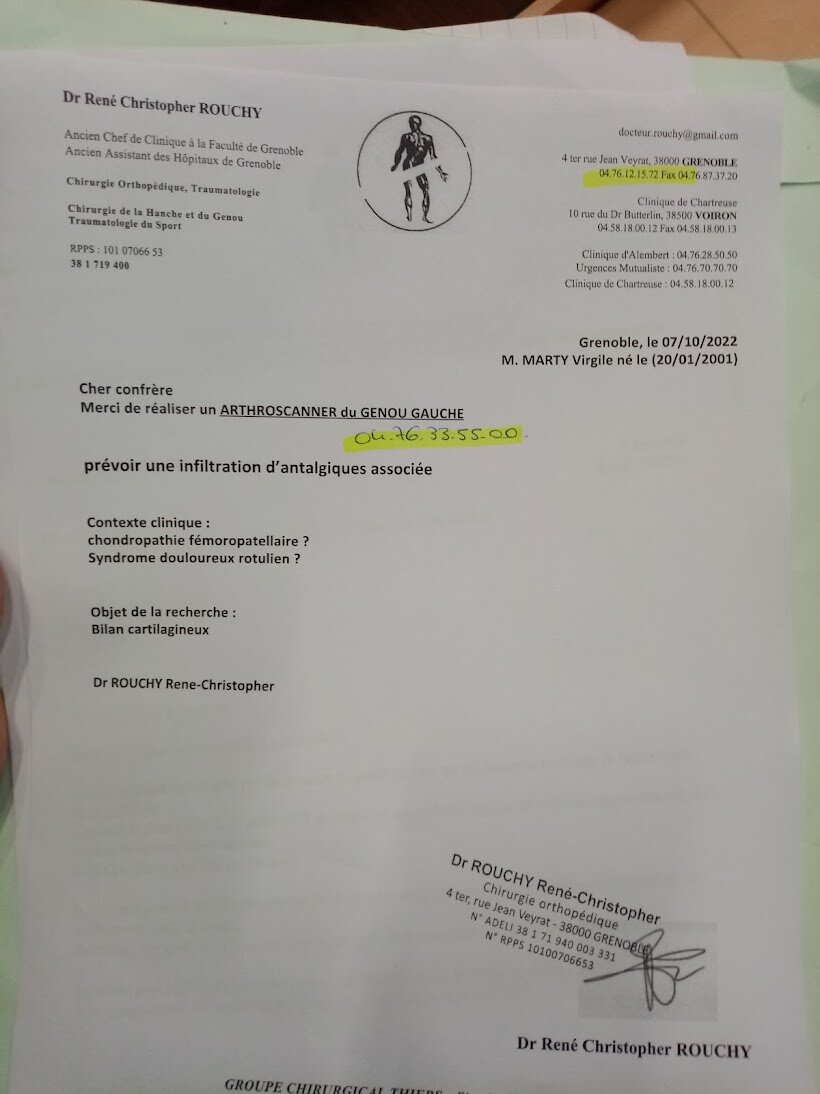 Dr René Christopher ROUCHY
Ancien Chef de Clinique à la Faculté de Grenoble
Ancien Assistant des Hôpitaux de Grenoble
Chirurgie Orthopédique, Traumatologie
Chirurgie de la Hanche et du Genou
Traumatologie du Sport
RPPS : 101 07066 53
38 1 719 400
docteur.rouchy@gmail.com
4 ter rue Jean Veyrat, 38000 GRENOBLE
04.76.12.15.72 Fax 04.76.87.37.20
Clinique de Chartreuse
10 rue du Dr Butterlin, 38500 VOIRON
04.58.18.00.12 Fax 04.58.18.00.13
Clinique d'Alembert : 04.76.28.50.50
Urgences Mutualiste : 04.76.70.70.70
Clinique de Chartreuse : 04.58.18.00.12
Grenoble, le 07/10/2022
M. MARTY Virgile né le (20/01/2001)
Cher confrère
Merci de réaliser un ARTHROSCANNER du GENOU GAUCHE
04.76.33.55.00.
prévoir une infiltration d'antalgiques associée
Contexte clinique :
chondropathie fémoropatellaire ?
Syndrome douloureux rotulien ?
Objet de la recherche :
Bilan cartilagineux
Dr ROUCHY Rene-Christopher
Dr ROUCHY René-Christopher
Chirurgie orthopédique
4 ter, rue Jean Veyrat - 38000 GRENOBLE
N° ADELI 38 1 71 940 003 331
N° RPPS 10100706653
Dr René Christopher ROUCHY
GROUPE CHIRURGICAL THIERS